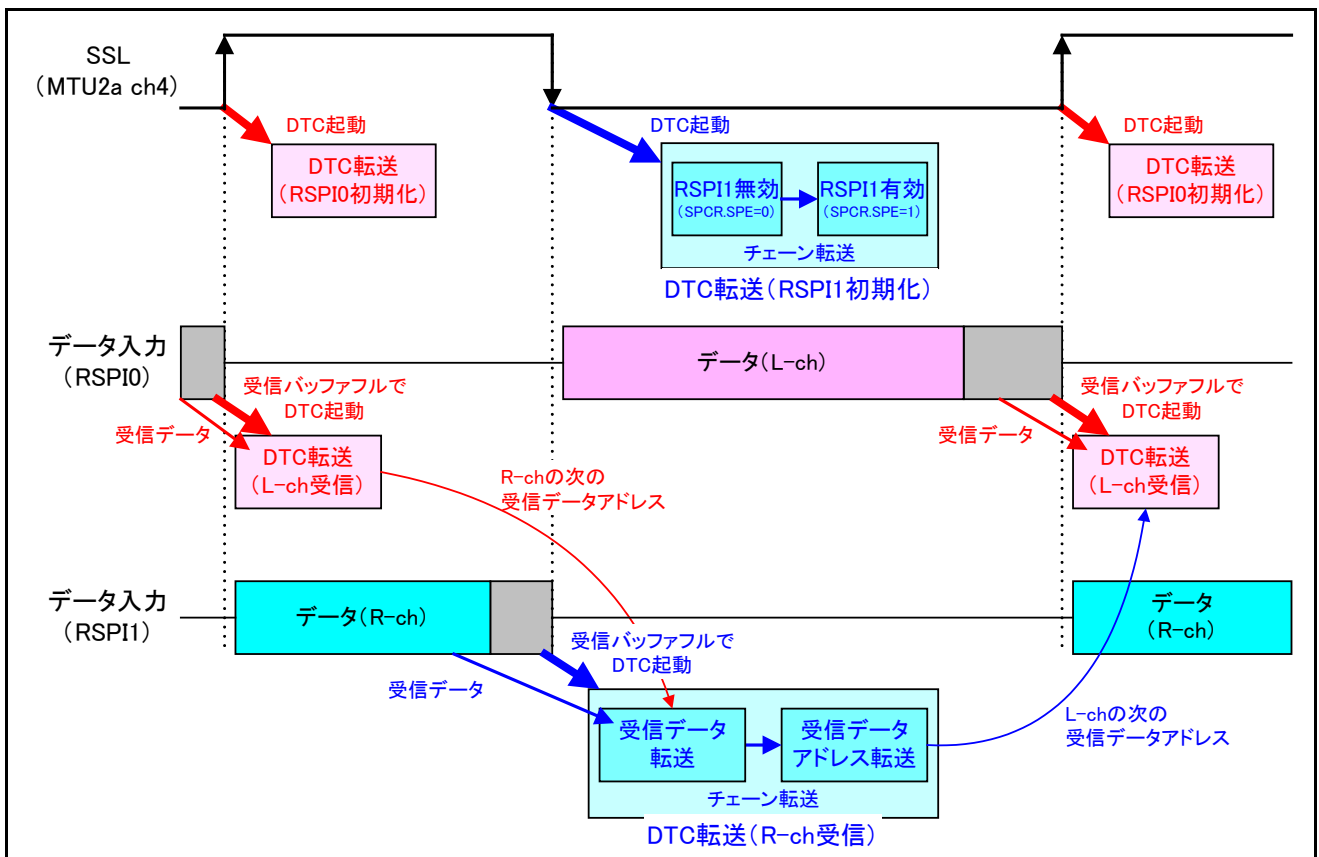 SSL
(MTU2a ch4)
DTC起動
DTC転送
(RSPI0初期化)
DTC起動
RSPI1無効
(SPCR.SPE=0)
RSPI1有効
(SPCR.SPE=1)
チェーン転送
DTC転送(RSPI1初期化)
DTC起動
DTC転送
(RSPI0初期化)
データ入力
(RSPI0)
データ(L-ch)
受信バッファフルで
DTC起動
受信データ
DTC転送
(L-ch受信)
R-chの次の
受信データアドレス
受信バッファフルで
DTC起動
受信データ
DTC転送
(L-ch受信)
データ入力
(RSPI1)
データ(R-ch)
データ
(R-ch)
受信バッファフルで
DTC起動
受信データ
受信データ
転送
受信データ
アドレス転送
チェーン転送
DTC転送(R-ch受信)
L-chの次の
受信データアドレス